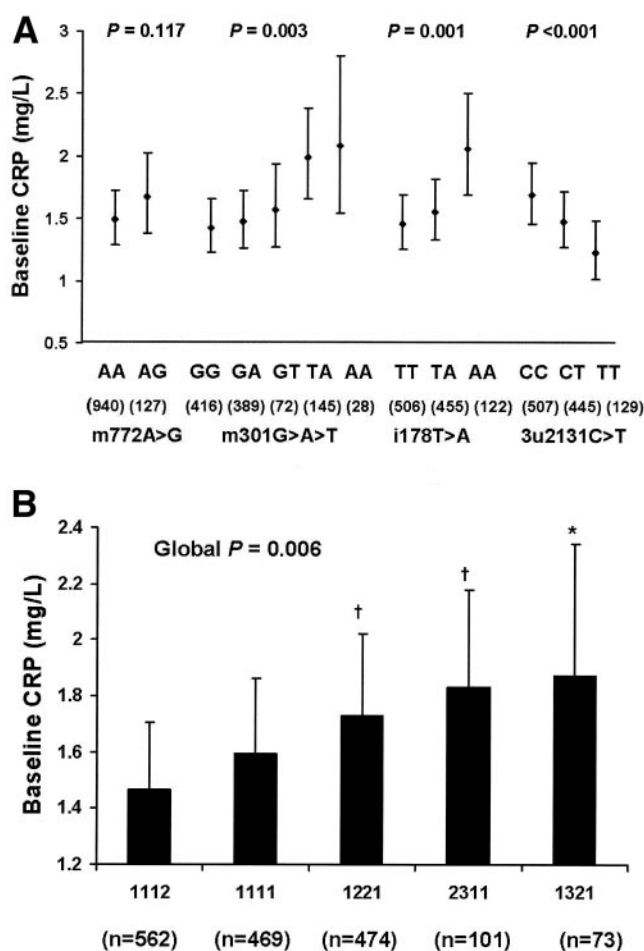 A
P = 0.117 P = 0.003 P = 0.001 P <0.001
Baseline CRP (mg/L)
3
2.5
2
1.5
1
0.5
AA AG GG GA GT TA AA TT TA AA CC CT TT
(940) (127) (416) (389) (72) (145) (28) (506) (455) (122) (507) (445) (129)
m772A>G m301G>A>T i178T>A 3u2131C>T
B
Global P = 0.006
Baseline CRP (mg/L)
2.4
2.2
2
1.8
1.6
1.4
1.2
† † *
1112 1111 1221 2311 1321
(n=562) (n=469) (n=474) (n=101) (n=73)